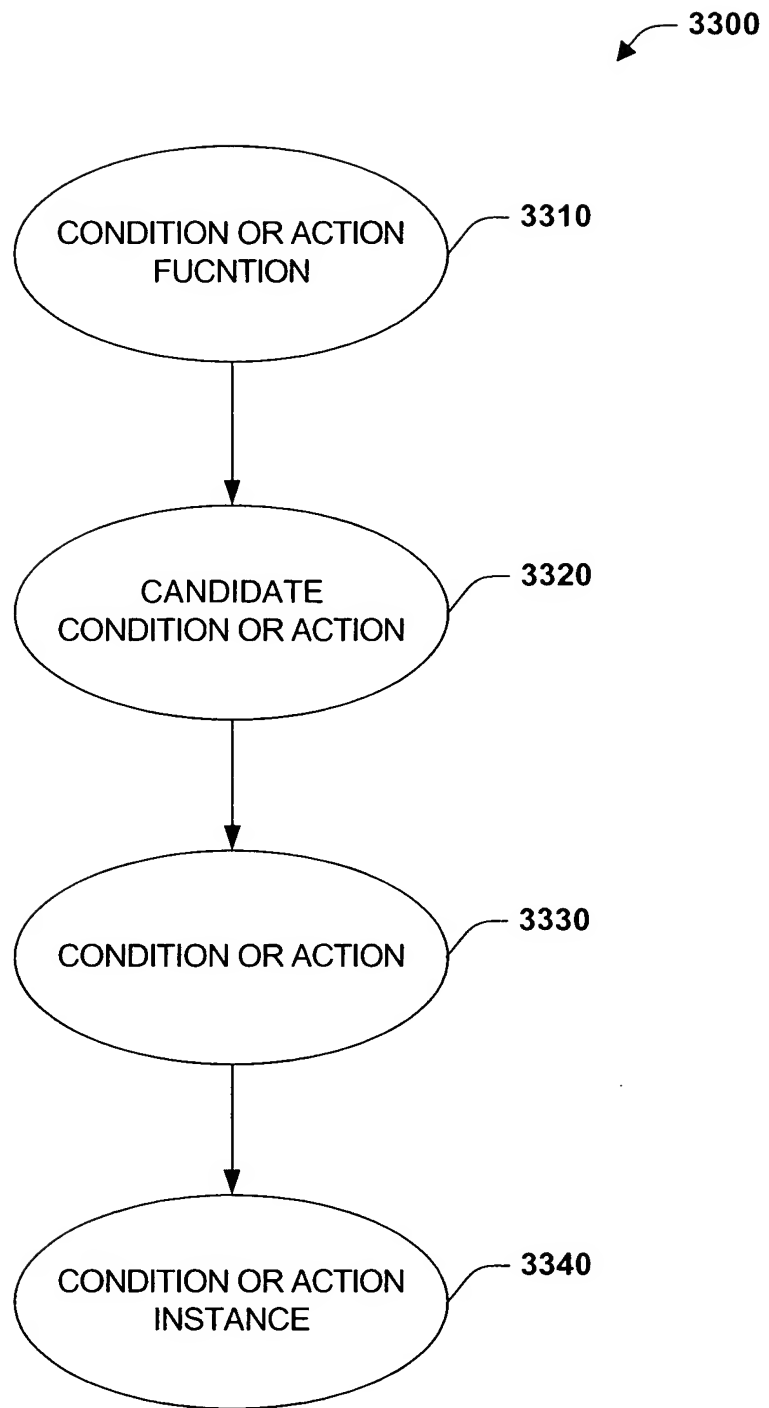 3300
CONDITION OR ACTION
FUCNTION
3310
CANDIDATE
CONDITION OR ACTION
3320
CONDITION OR ACTION
3330
CONDITION OR ACTION
INSTANCE
3340